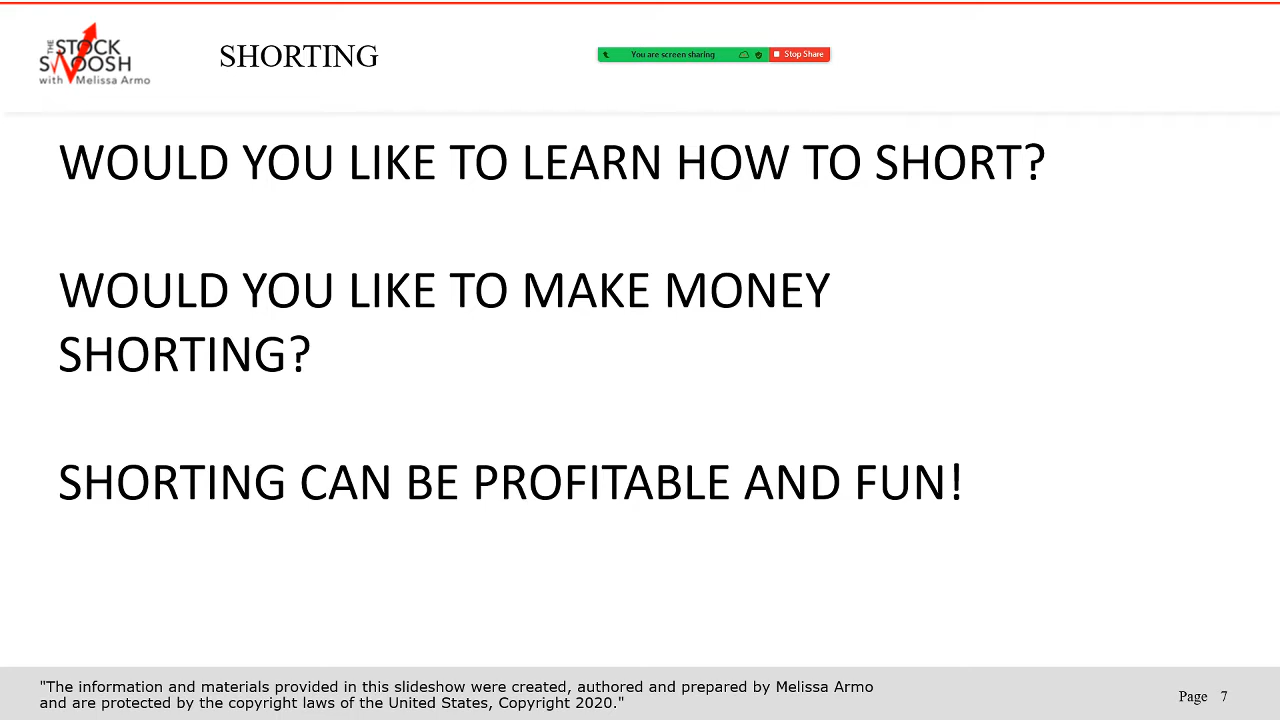 THE
STOCK
SWOOSH
with Melissa Armo
SHORTING
You are screen sharing
Stop Share
WOULD YOU LIKE TO LEARN HOW TO SHORT?
WOULD YOU LIKE TO MAKE MONEY
SHORTING?
SHORTING CAN BE PROFITABLE AND FUN!
"The information and materials provided in this slideshow were created, authored and prepared by Melissa Armo
and are protected by the copyright laws of the United States, Copyright 2020."
Page 7